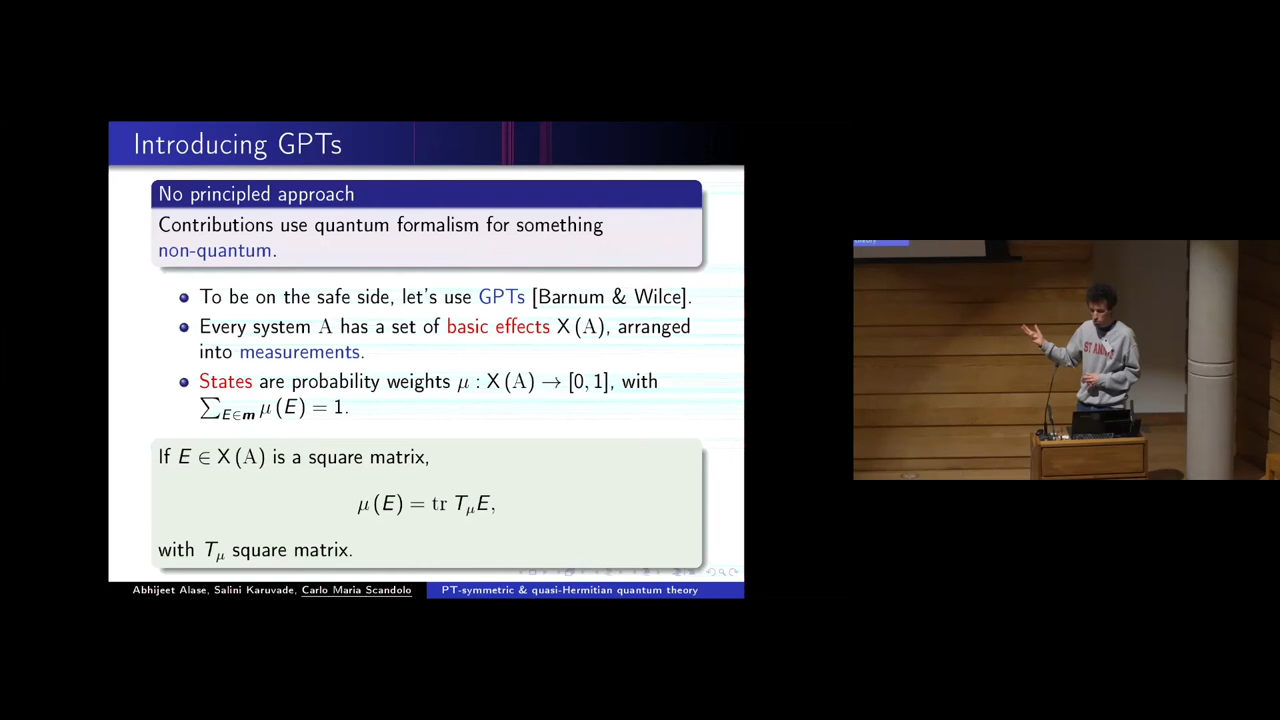 Introducing GPTs
No principled approach
Contributions use quantum formalism for something
non-quantum.
To be on the safe side, let's use GPTs [Barnum & Wilce].
Every system A has a set of basic effects X (A), arranged
into measurements.
States are probability weights μ : X (A) → [0, 1], with
∑_{E∈m} μ (E) = 1.
If E ∈ X (A) is a square matrix,
μ (E) = tr T_μ E,
with T_μ square matrix.
Abhijeet Alase, Salini Karuvade, Carlo Maria Scandolo
PT-symmetric & quasi-Hermitian quantum theory
theory